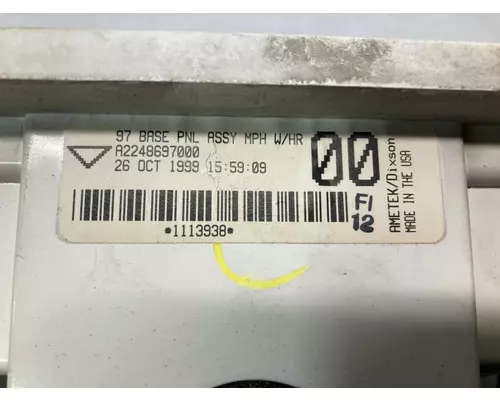 97 BASE PNL ASSY MPH W/HR
A2248697000
26 OCT 1999 15:59:09
00
FI
12
*1113938*
AMETEK/Dixson
MADE IN THE USA